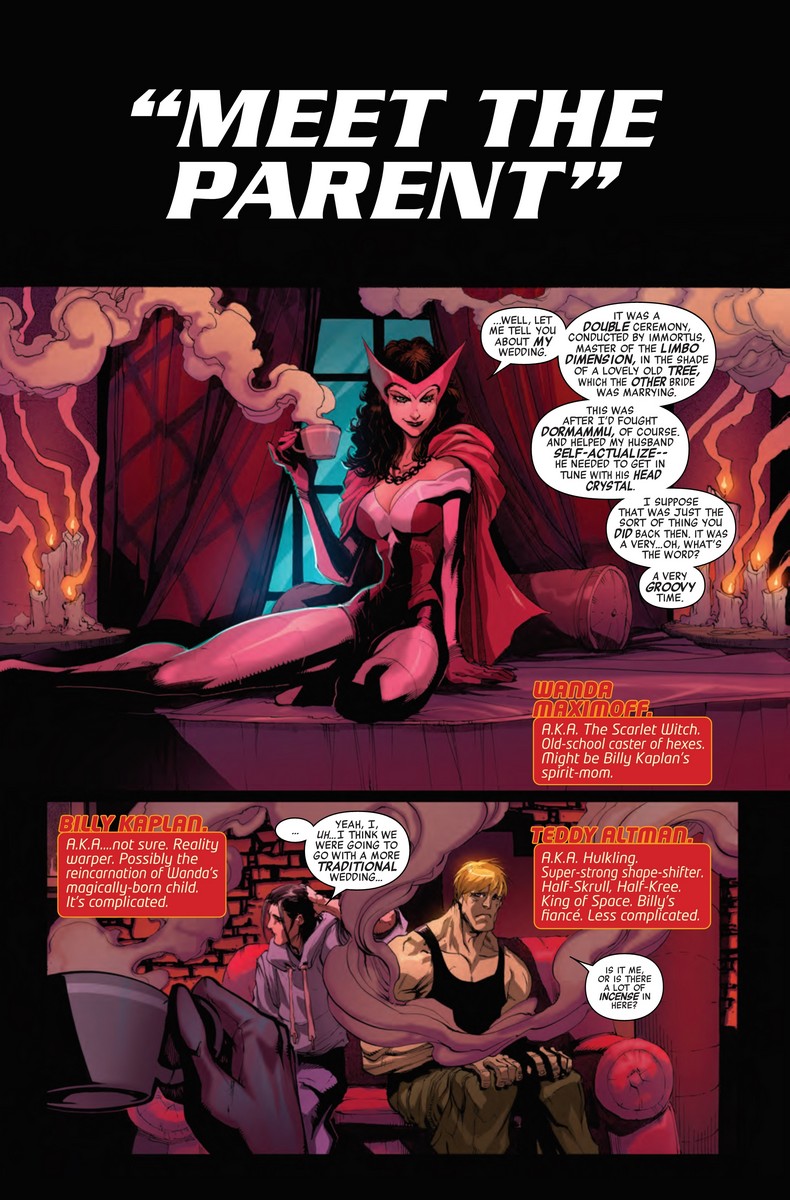 “MEET THE
PARENT”
...WELL, LET
ME TELL YOU
ABOUT MY
WEDDING.
IT WAS A
DOUBLE CEREMONY,
CONDUCTED BY IMMORTUS,
MASTER OF THE LIMBO
DIMENSION, IN THE SHADE
OF A LOVELY OLD TREE,
WHICH THE OTHER BRIDE
WAS MARRYING.
THIS WAS
AFTER I'D FOUGHT
DORMAMMU, OF COURSE.
AND HELPED MY HUSBAND
SELF-ACTUALIZE--
HE NEEDED TO GET IN
TUNE WITH HIS HEAD
CRYSTAL.
I SUPPOSE
THAT WAS JUST THE
SORT OF THING YOU
DID BACK THEN. IT WAS
A VERY...OH, WHAT'S
THE WORD?
A VERY
GROOVY
TIME.
WANDA
MAXIMOFF.
A.K.A. The Scarlet Witch.
Old-school caster of hexes.
Might be Billy Kaplan's
spirit-mom.
BILLY KAPLAN.
A.K.A....not sure. Reality
warper. Possibly the
reincarnation of Wanda's
magically-born child.
It's complicated.
...
YEAH, I,
UH...I THINK WE
WERE GOING TO
GO WITH A MORE
TRADITIONAL
WEDDING...
TEDDY ALTMAN.
A.K.A. Hulkling.
Super-strong shape-shifter.
Half-Skrull, Half-Kree.
King of Space. Billy's
fiancé. Less complicated.
IS IT ME,
OR IS THERE
A LOT OF
INCENSE IN
HERE?